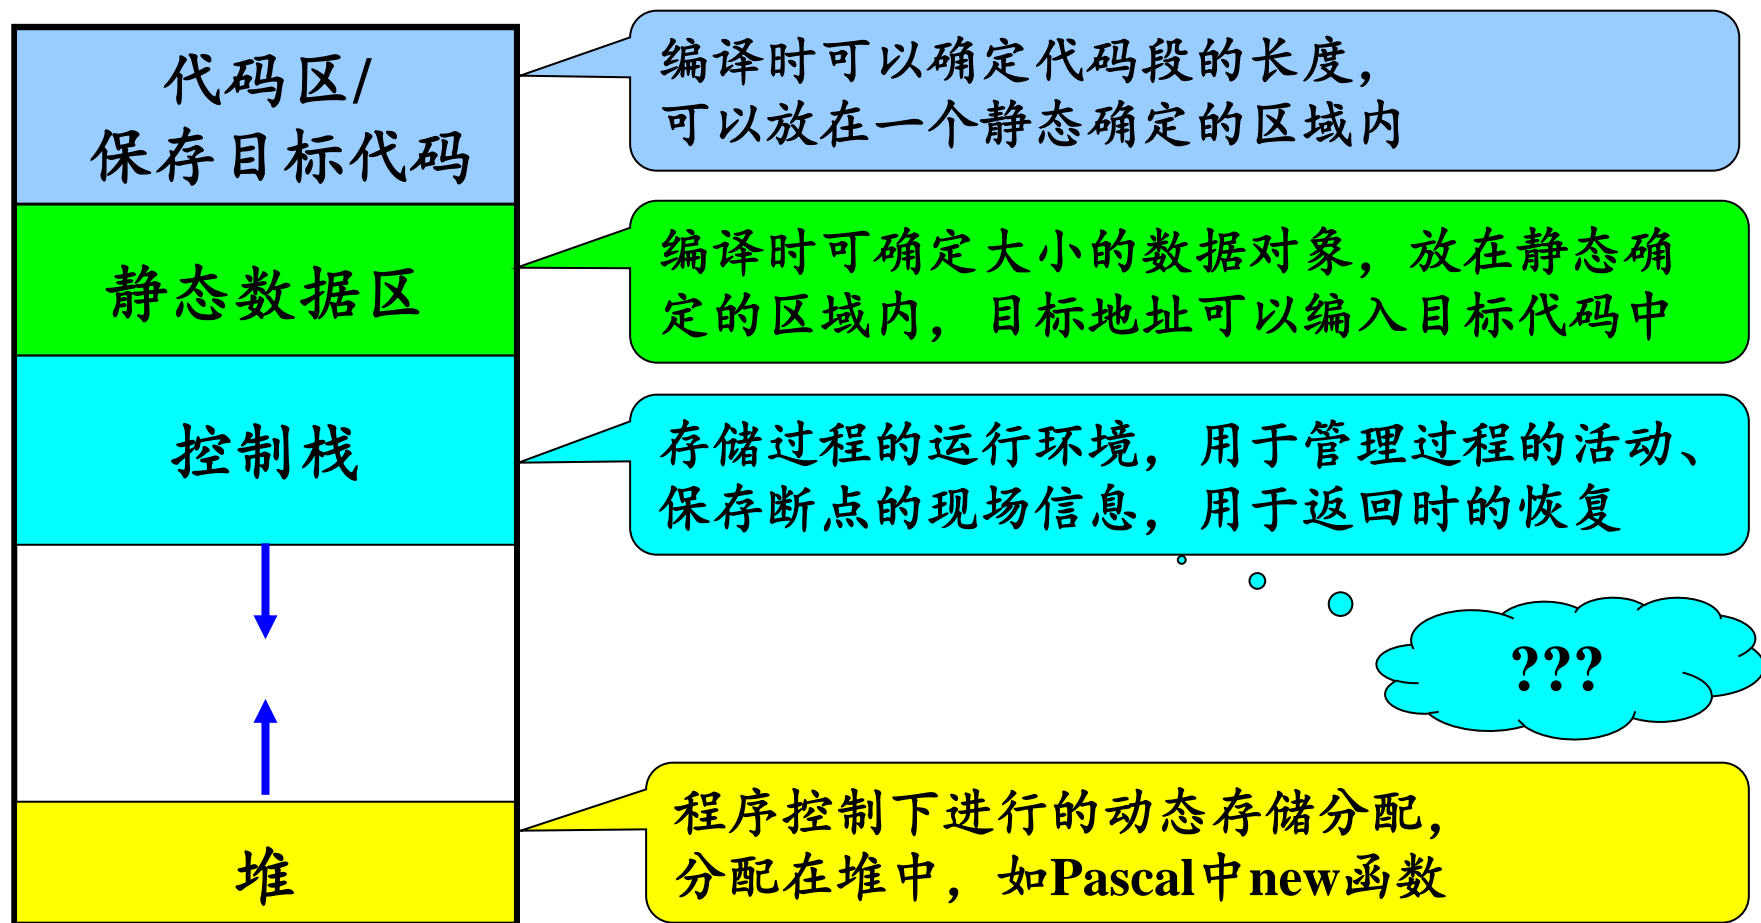 代码区/
保存目标代码
编译时可以确定代码段的长度，
可以放在一个静态确定的区域内
静态数据区
编译时可确定大小的数据对象，放在静态确
定的区域内，目标地址可以编入目标代码中
控制栈
存储过程的运行环境，用于管理过程的活动、
保存断点的现场信息，用于返回时的恢复
???
堆
程序控制下进行的动态存储分配，
分配在堆中，如Pascal中new函数